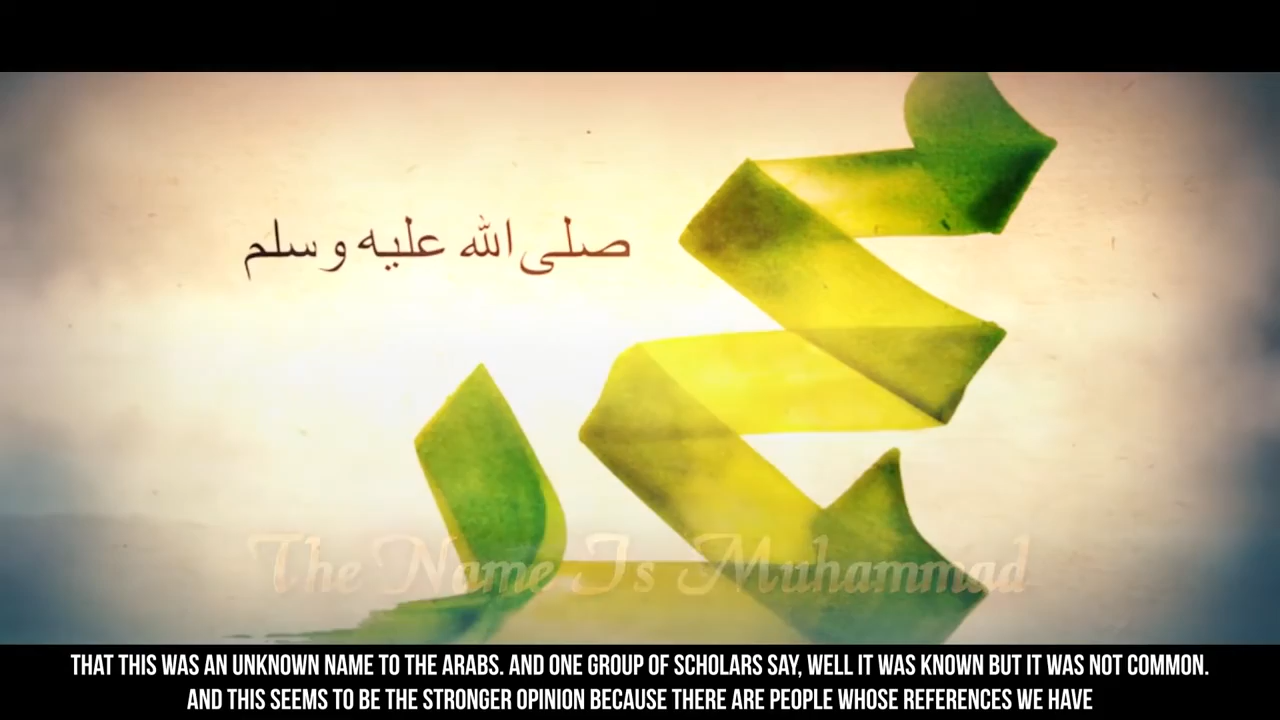 محمد
صلى الله عليه وسلم
The Name Is Muhammad
THAT THIS WAS AN UNKNOWN NAME TO THE ARABS. AND ONE GROUP OF SCHOLARS SAY, WELL IT WAS KNOWN BUT IT WAS NOT COMMON.
AND THIS SEEMS TO BE THE STRONGER OPINION BECAUSE THERE ARE PEOPLE WHOSE REFERENCES WE HAVE